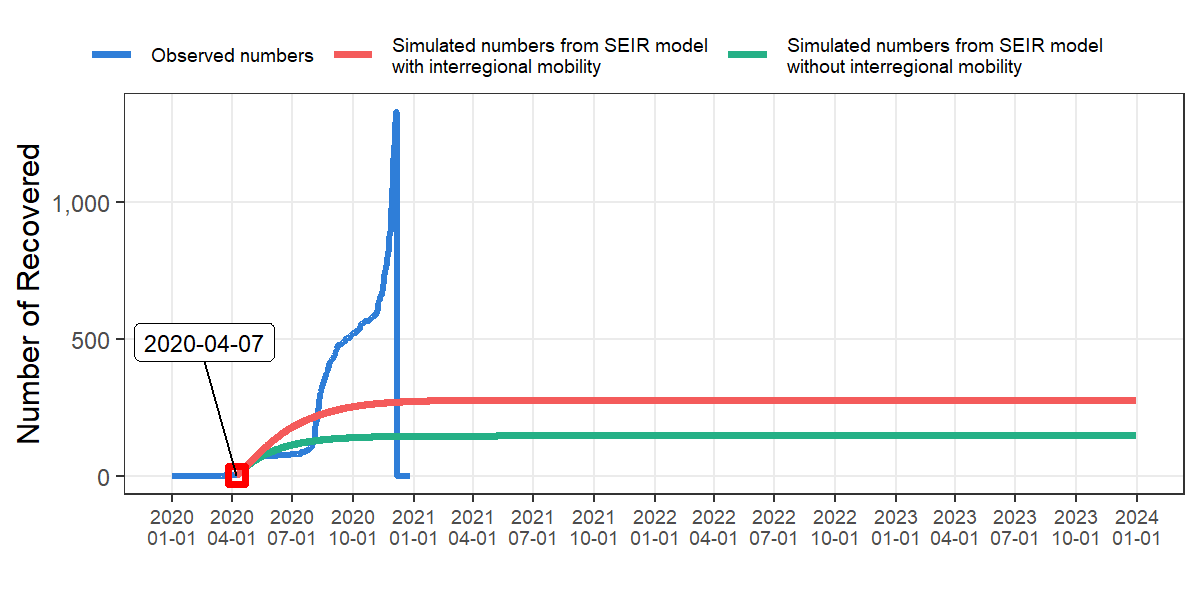 Observed numbers
Simulated numbers from SEIR model
with interregional mobility
Simulated numbers from SEIR model
without interregional mobility
Number of Recovered
1,000
500
0
2020-04-07
2020 2020 2020 2020 2021 2021 2021 2021 2022 2022 2022 2022 2023 2023 2023 2023 2024
01-01 04-01 07-01 10-01 01-01 04-01 07-01 10-01 01-01 04-01 07-01 10-01 01-01 04-01 07-01 10-01 01-01